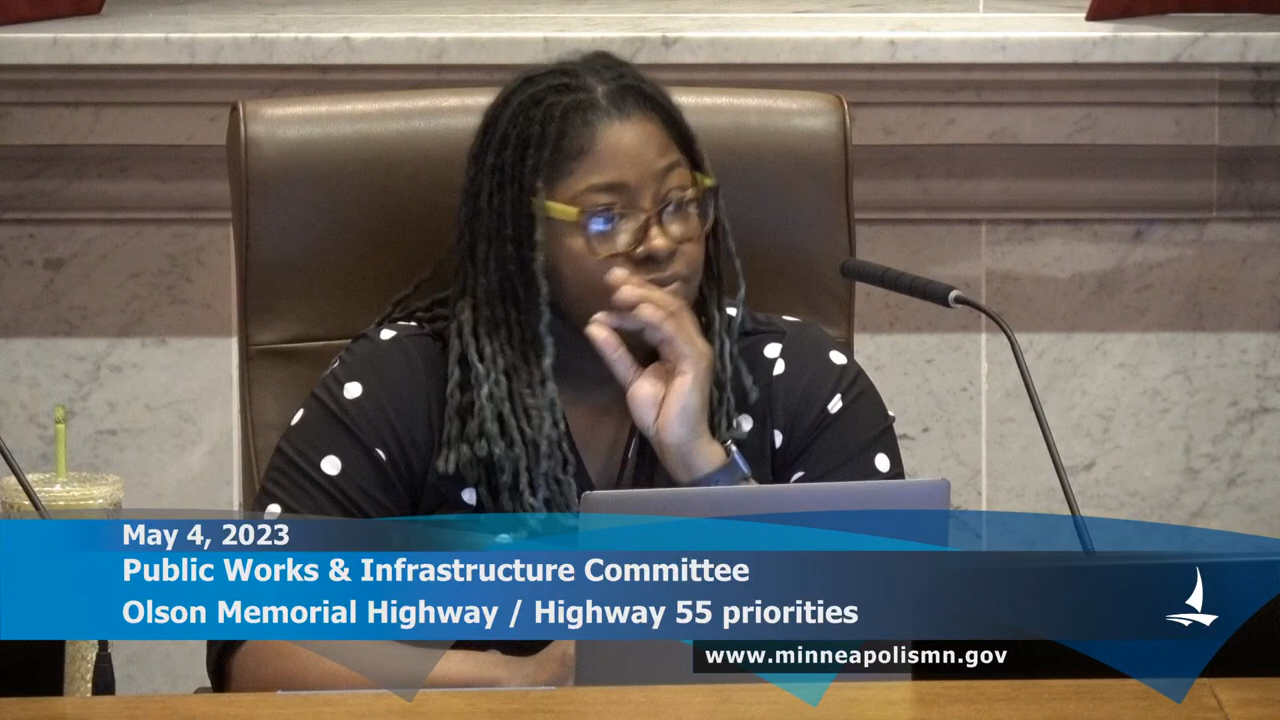 May 4, 2023
Public Works & Infrastructure Committee
Olson Memorial Highway / Highway 55 priorities
www.minneapolismn.gov